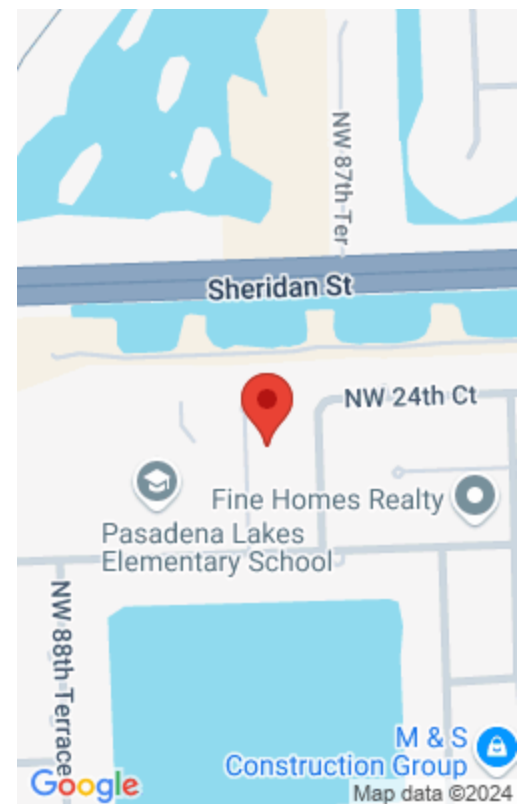 NW 87th Ter
Sheridan St
NW 24th Ct
Fine Homes Realty
Pasadena Lakes
Elementary School
NW 88th Terrace
M & S
Construction Group
Google
Map data ©2024